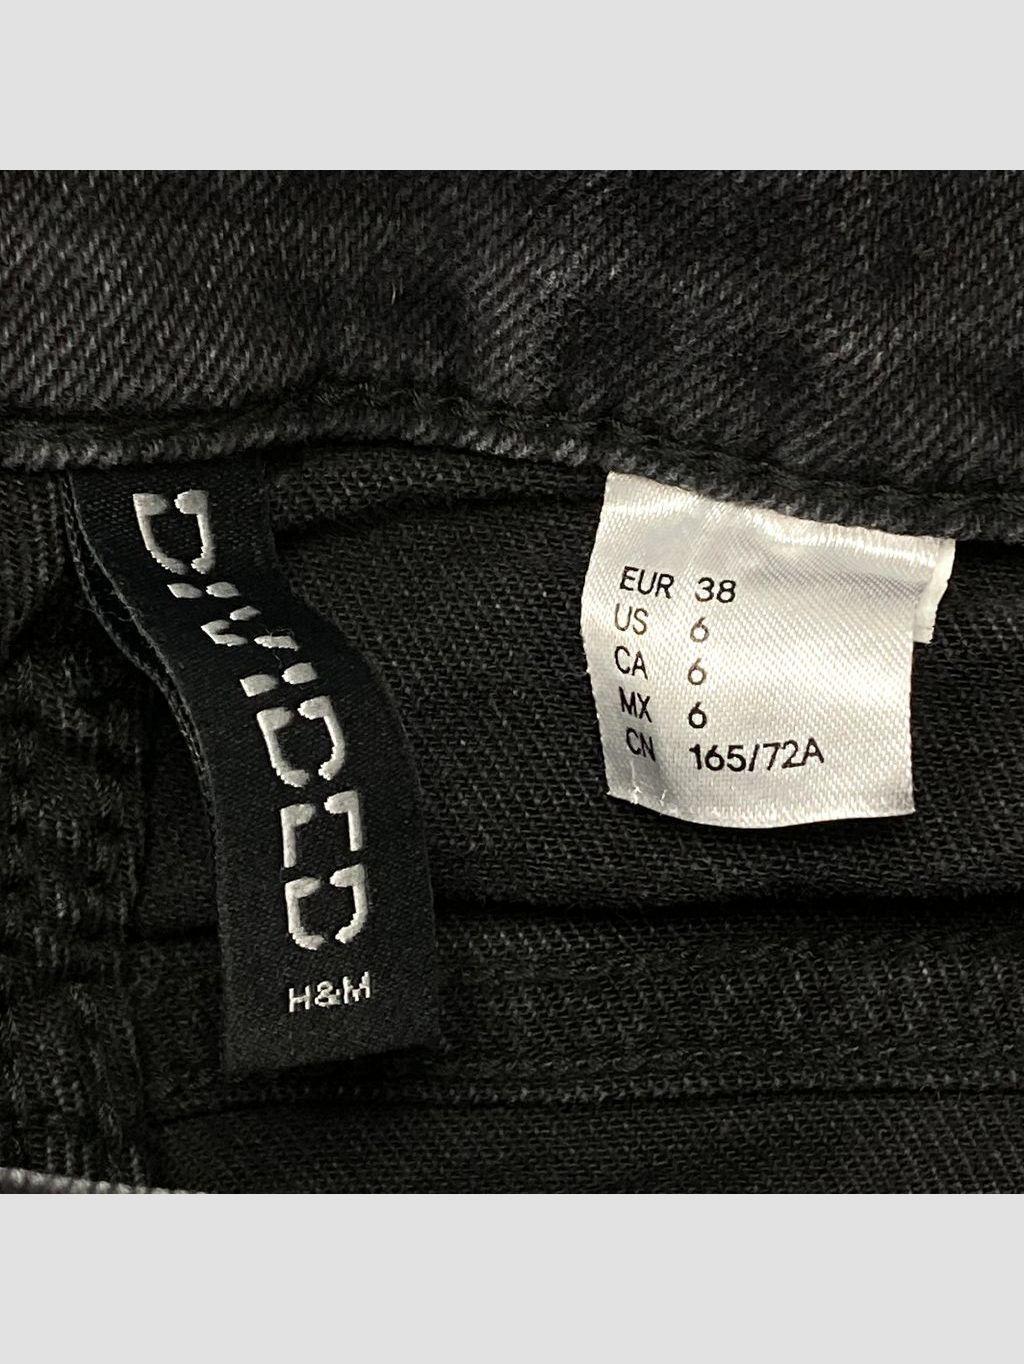 DIVIDED
H&M
EUR 38
US 6
CA 6
MX 6
CN 165/72A